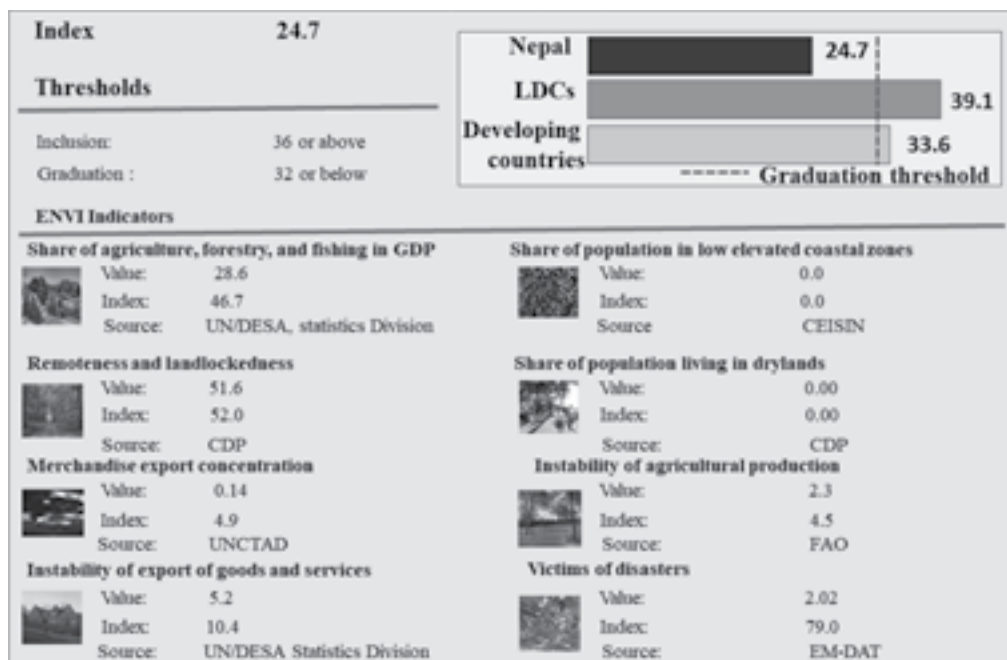 Index 24.7
Thresholds
Inclusion: 36 or above
Graduation : 32 or below
Nepal 24.7
LDCs 39.1
Developing countries 33.6
Graduation threshold
ENVI Indicators
Share of agriculture, forestry, and fishing in GDP
Value: 28.6
Index: 46.7
Source: UN/DESA, statistics Division
Share of population in low elevated coastal zones
Value: 0.0
Index: 0.0
Source CEISIN
Remoteness and landlockedness
Value: 51.6
Index: 52.0
Source: CDP
Share of population living in drylands
Value: 0.00
Index: 0.00
Source: CDP
Merchandise export concentration
Value: 0.14
Index: 4.9
Source: UNCTAD
Instability of agricultural production
Value: 2.3
Index: 4.5
Source: FAO
Instability of export of goods and services
Value: 5.2
Index: 10.4
Source: UN/DESA Statistics Division
Victims of disasters
Value: 2.02
Index: 79.0
Source: EM-DAT